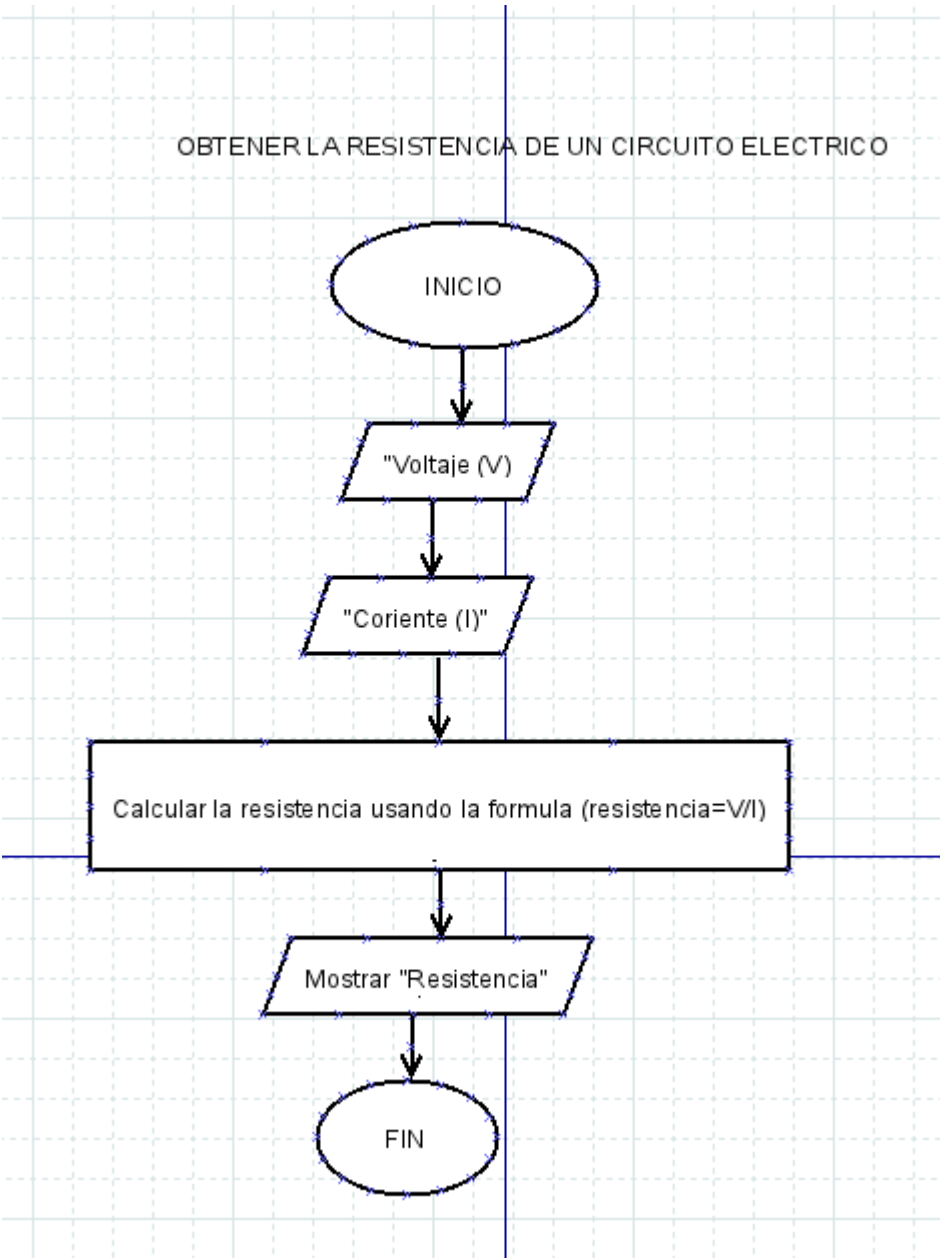 OBTENER LA RESISTENCIA DE UN CIRCUITO ELECTRICO
INICIO
"Voltaje (V)
"Coriente (I)"
Calcular la resistencia usando la formula (resistencia=V/I)
Mostrar "Resistencia"
FIN